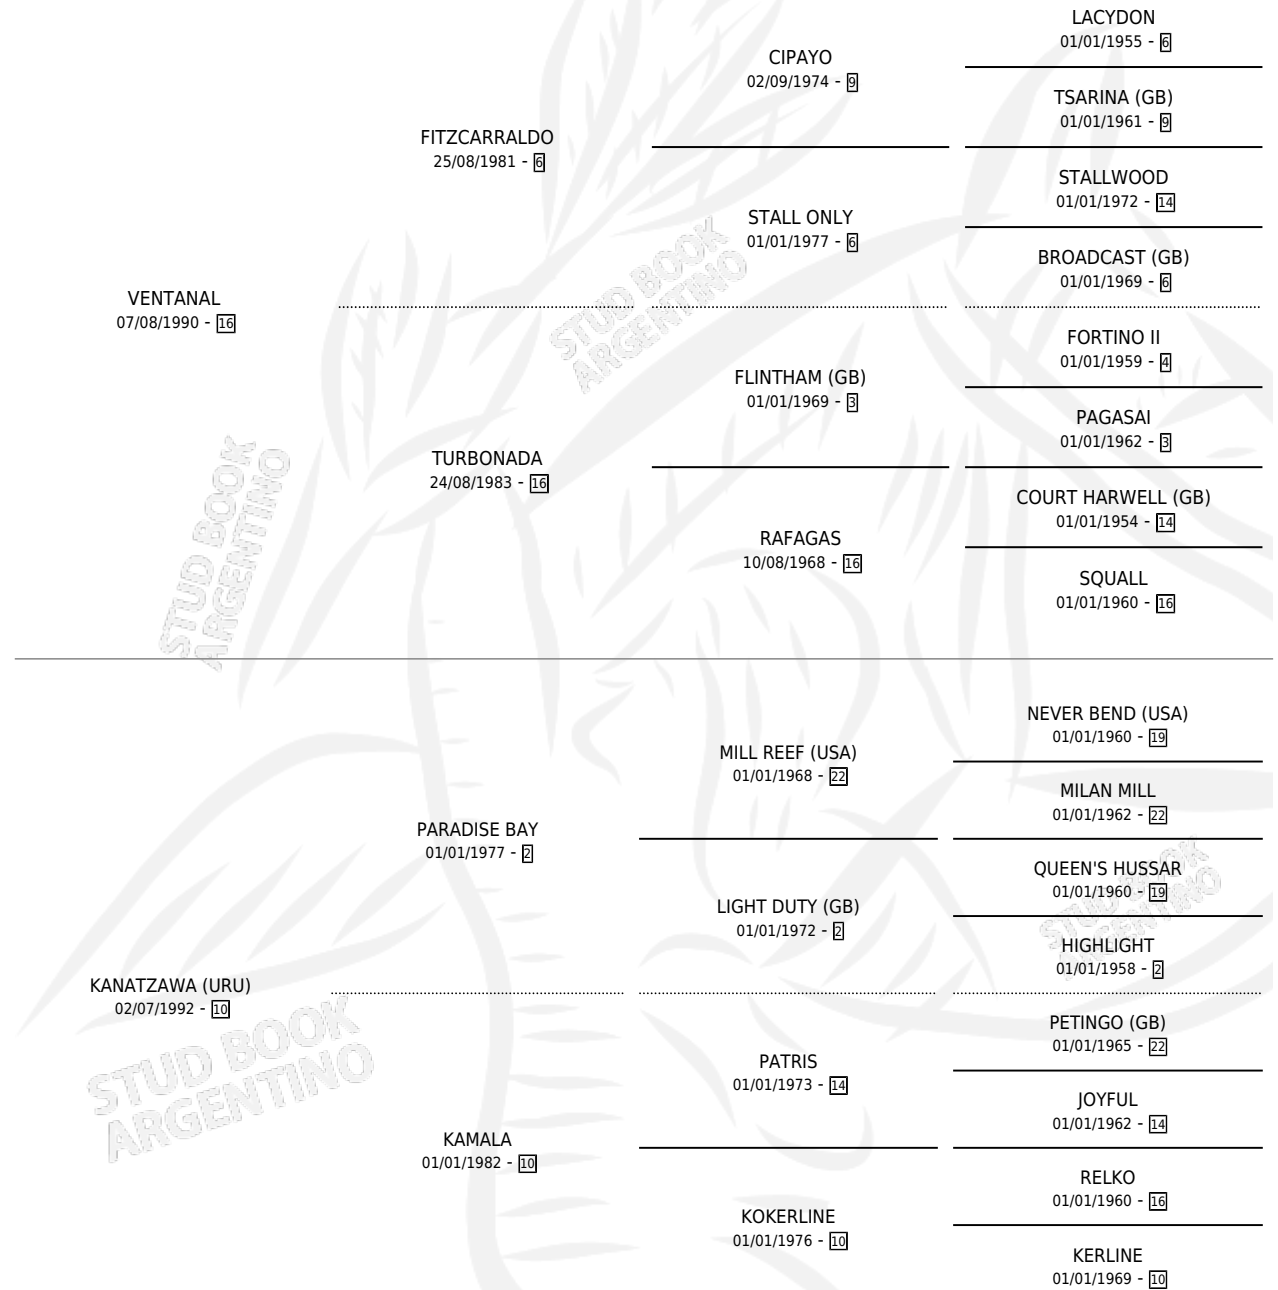 LACYDON
01/01/1955 - 6
CIPAYO
02/09/1974 - 9
TSARINA (GB)
01/01/1961 - 9
FITZCARRALDO
25/08/1981 - 6
STALLWOOD
01/01/1972 - 14
STALL ONLY
01/01/1977 - 6
BROADCAST (GB)
01/01/1969 - 6
VENTANAL
07/08/1990 - 16
STUD BOOK
ARGENTINO
FORTINO II
01/01/1959 - 4
FLINTHAM (GB)
01/01/1969 - 3
PAGASAI
01/01/1962 - 3
TURBONADA
24/08/1983 - 16
COURT HARWELL (GB)
01/01/1954 - 14
RAFAGAS
10/08/1968 - 16
SQUALL
01/01/1960 - 16
STUD BOOK
ARGENTINO
NEVER BEND (USA)
01/01/1960 - 19
MILL REEF (USA)
01/01/1968 - 22
MILAN MILL
01/01/1962 - 22
PARADISE BAY
01/01/1977 - 2
QUEEN'S HUSSAR
01/01/1960 - 19
LIGHT DUTY (GB)
01/01/1972 - 2
STUD BOOK
ARGENTINO
HIGHLIGHT
01/01/1958 - 2
KANATZAWA (URU)
02/07/1992 - 10
STUD BOOK
ARGENTINO
PETINGO (GB)
01/01/1965 - 22
PATRIS
01/01/1973 - 14
JOYFUL
01/01/1962 - 14
KAMALA
01/01/1982 - 10
RELKO
01/01/1960 - 16
KOKERLINE
01/01/1976 - 10
KERLINE
01/01/1969 - 10